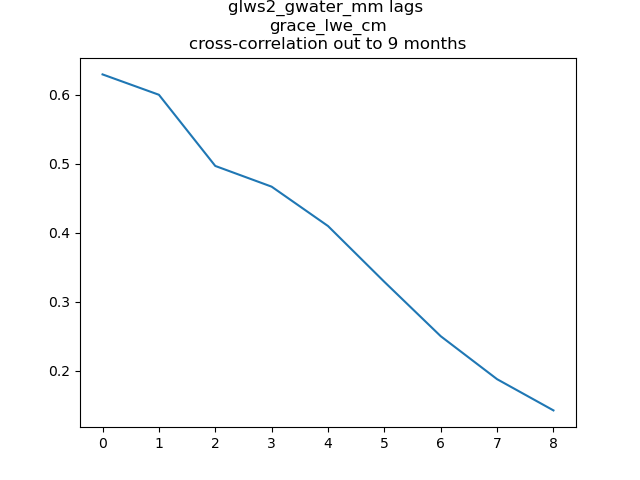 glws2_gwater_mm lags
grace_lwe_cm
cross-correlation out to 9 months
0.6
0.5
0.4
0.3
0.2
0 1 2 3 4 5 6 7 8